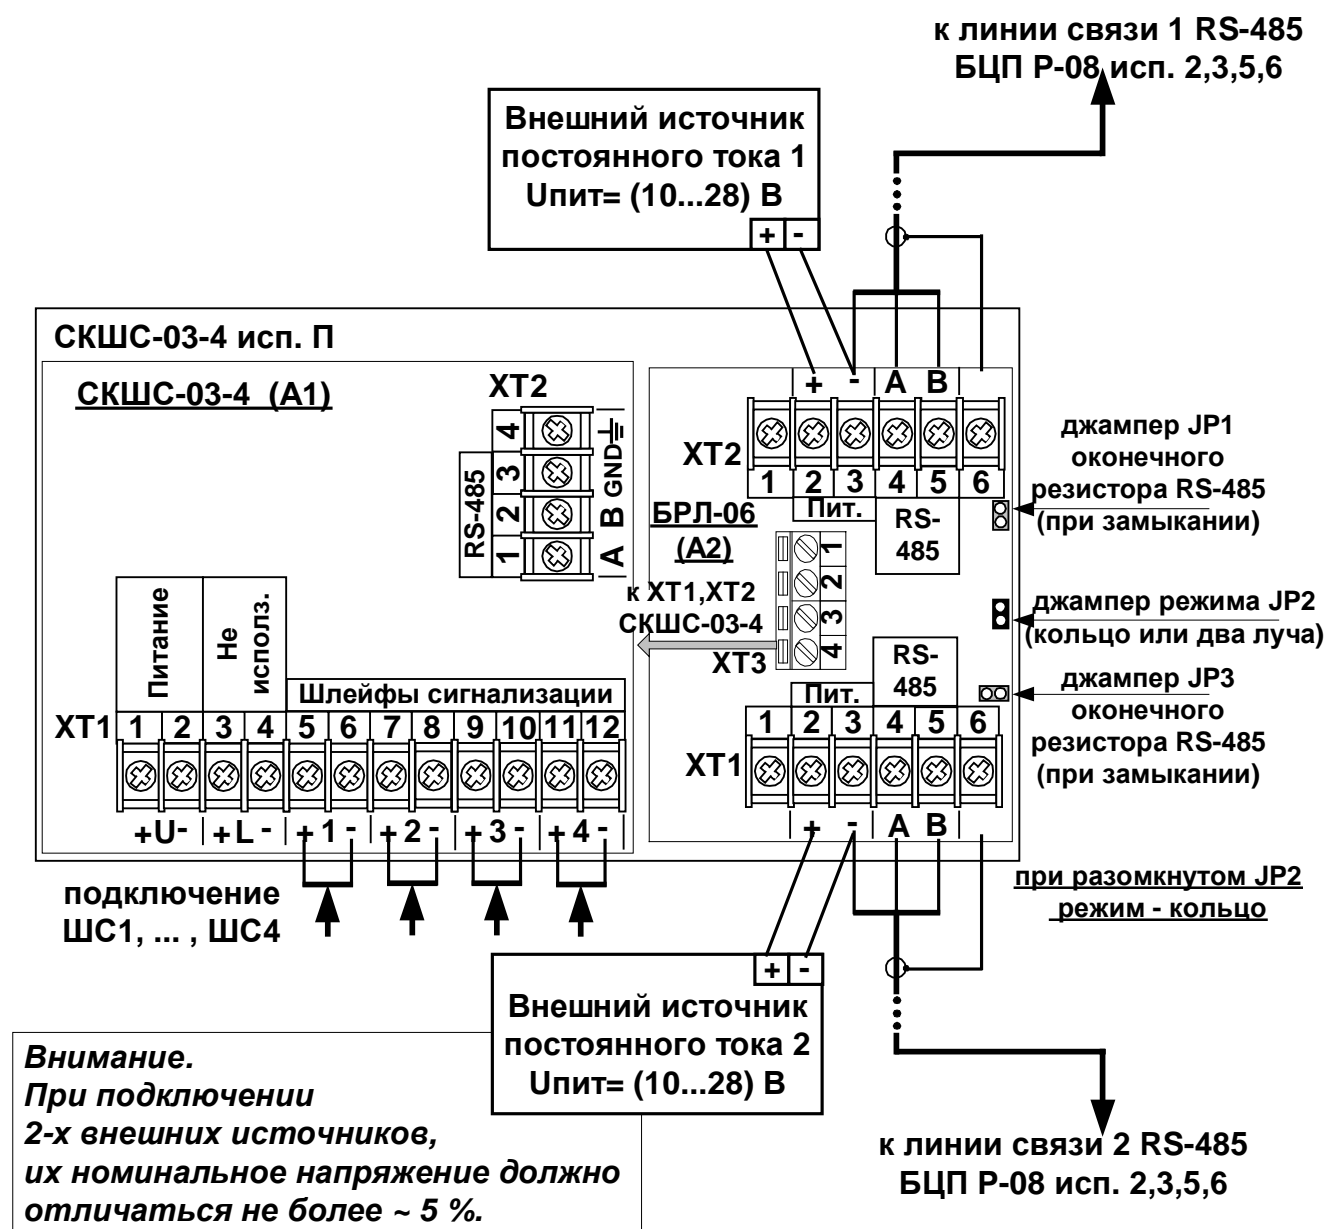 к линии связи 1 RS-485
БЦП Р-08 исп. 2,3,5,6
Внешний источник
постоянного тока 1
Uпит= (10...28) В
+ -
СКШС-03-4 исп. П
СКШС-03-4 (А1)
XT2
4 3 2 1
RS-485
GND
B
A
+ - A B
XT2
1 2 3 4 5 6
Пит.
RS-
485
БРЛ-06
(А2)
1 2 3 4
к XT1,XT2
СКШС-03-4
XT3
джампер JP1
оконечного
резистора RS-485
(при замыкании)
джампер режима JP2
(кольцо или два луча)
джампер JP3
оконечного
резистора RS-485
(при замыкании)
Питание
Не
исполз.
Шлейфы сигнализации
XT1 1 2 3 4 5 6 7 8 9 10 11 12
+U- +L - + 1 - + 2 - + 3 - + 4 -
RS-
485
Пит.
1 2 3 4 5 6
XT1
+ - A B
подключение
ШС1, ... , ШС4
при разомкнутом JP2
режим - кольцо
+ -
Внешний источник
постоянного тока 2
Uпит= (10...28) В
Внимание.
При подключении
2-х внешних источников,
их номинальное напряжение должно
отличаться не более ~ 5 %.
к линии связи 2 RS-485
БЦП Р-08 исп. 2,3,5,6